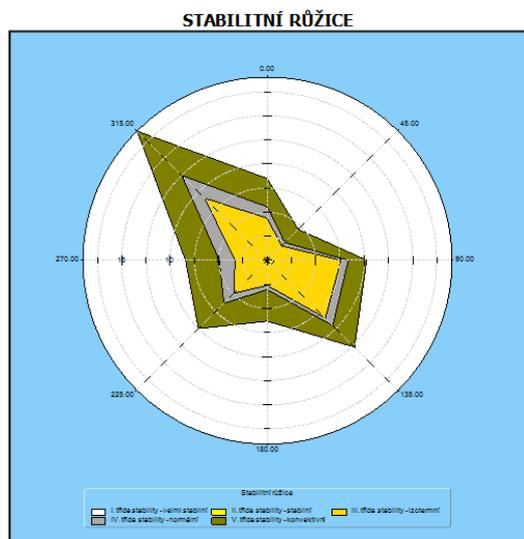 STABILITNÍ RŮŽICE
0.00
315.00
45.00
270.00
90.00
225.00
135.00
180.00
Stabilitní růžice
I. třída stability - velmi stabilní
II. třída stability - stabilní
III. třída stability - izotermní
IV. třída stability - normální
V. třída stability - konvektivní